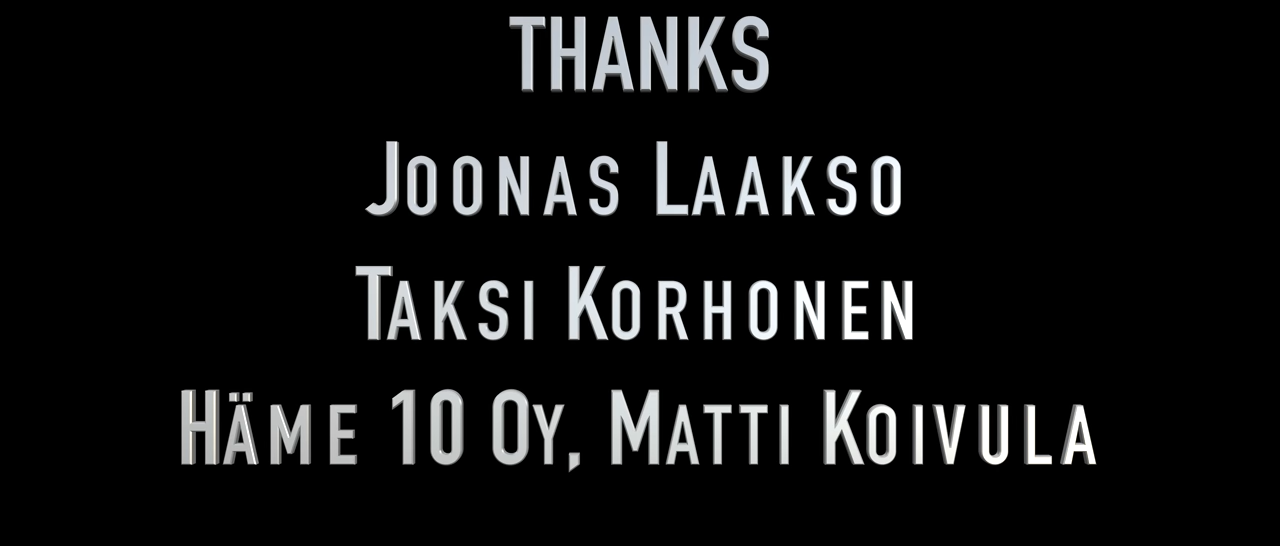 THANKS
JOONAS LAAKSO
TAKSI KORHONEN
HÄME 10 OY, MATTI KOIVULA